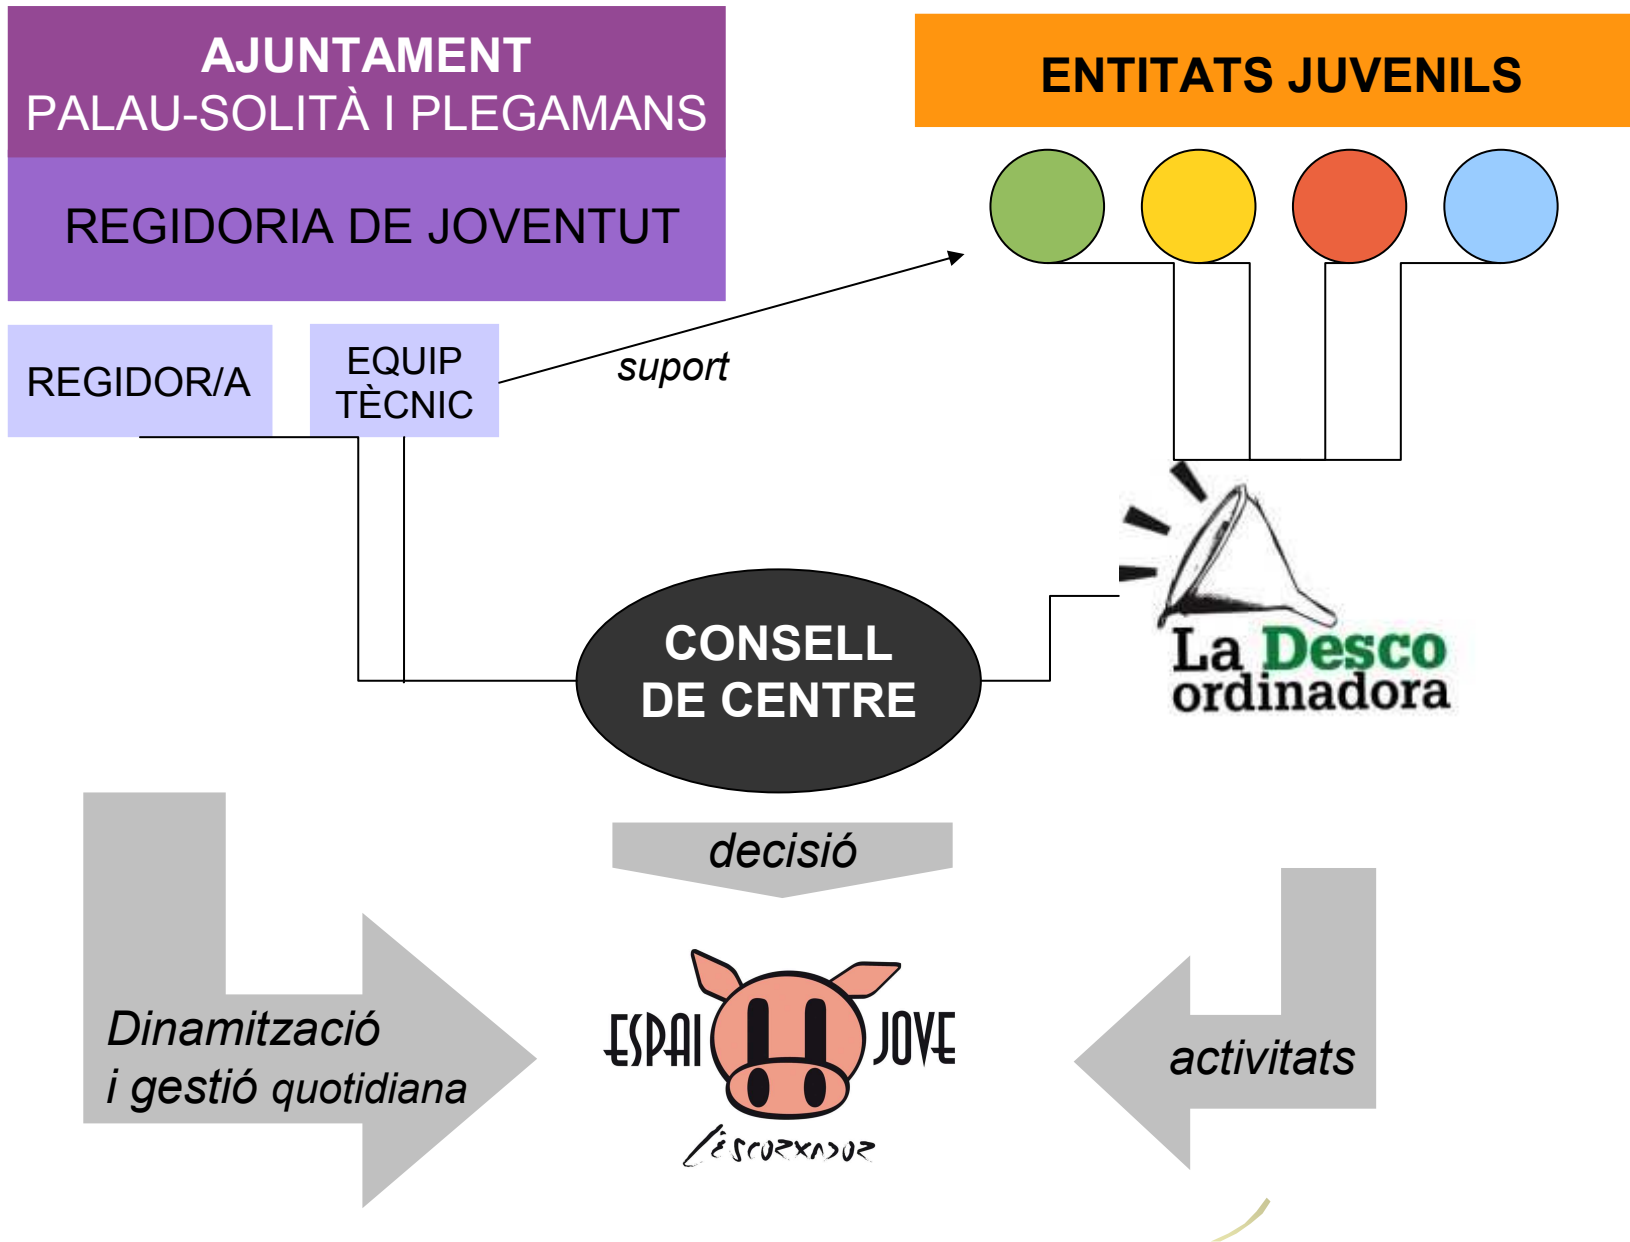 AJUNTAMENT
PALAU-SOLITÀ I PLEGAMANS
REGIDORIA DE JOVENTUT
REGIDOR/A
EQUIP
TÈCNIC
suport
ENTITATS JUVENILS
La Desco
ordinadora
CONSELL
DE CENTRE
decisió
Dinamització
i gestió quotidiana
ESPAI JOVE
L'escorxador
activitats